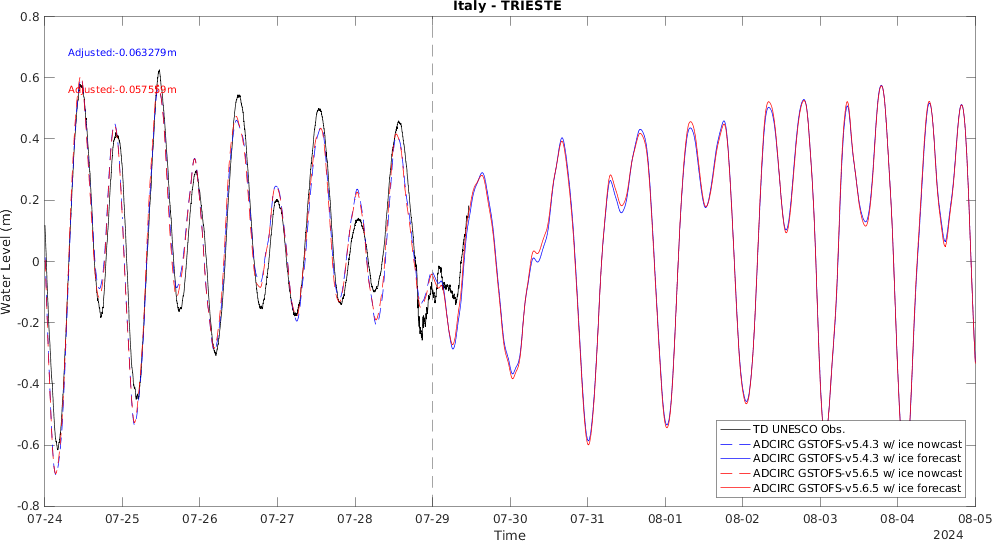 Italy - TRIESTE
Adjusted:-0.063279m
Adjusted:-0.057559m
Water Level (m)
0.8
0.6
0.4
0.2
0
-0.2
-0.4
-0.6
-0.8
TD UNESCO Obs.
ADCIRC GSTOFS-v5.4.3 w/ ice nowcast
ADCIRC GSTOFS-v5.4.3 w/ ice forecast
ADCIRC GSTOFS-v5.6.5 w/ ice nowcast
ADCIRC GSTOFS-v5.6.5 w/ ice forecast
07-24 07-25 07-26 07-27 07-28 07-29 07-30 07-31 08-01 08-02 08-03 08-04 08-05
Time
2024